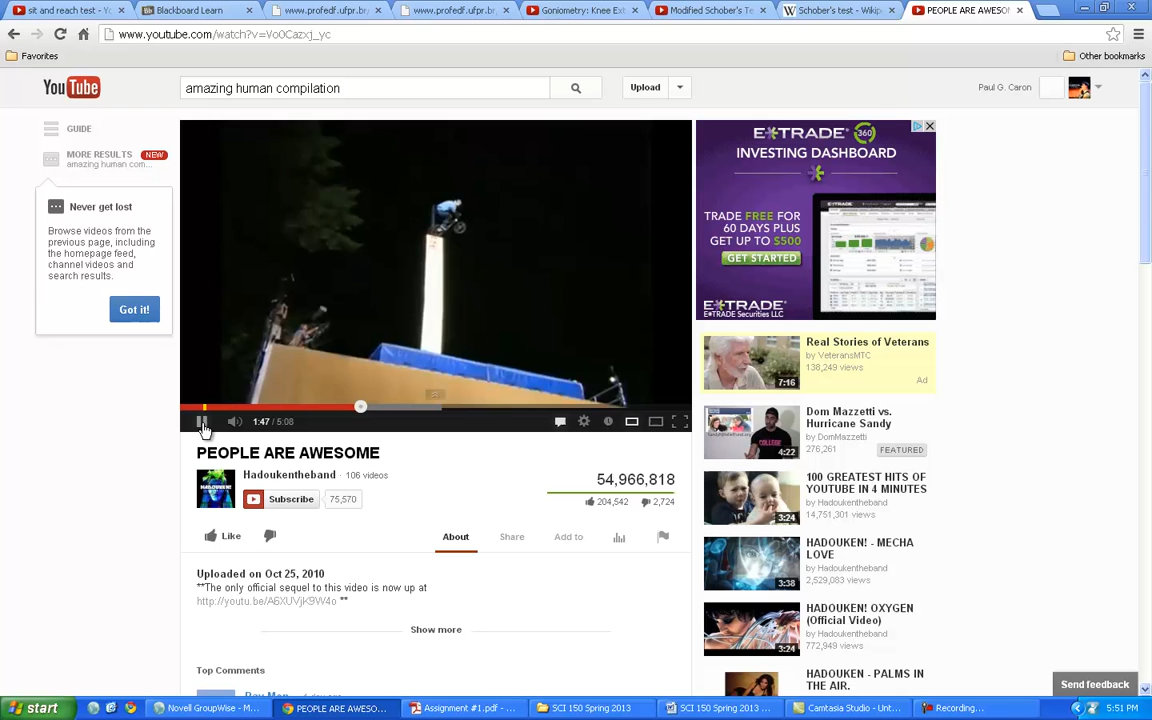 sit and reach test - Yo
Blackboard Learn
www.profedf.ufpr.br/
www.profedf.ufpr.br
Goniometry: Knee Ext
Modified Schober's Te
Schober's test - Wikip
PEOPLE ARE AWESO
www.youtube.com/watch?v=Vo0Cazxj_yc
Favorites
Other bookmarks
YouTube
amazing human compilation
Upload
Paul G. Caron
GUIDE
MORE RESULTS NEW
amazing human com...
Never get lost
Browse videos from the
previous page, including
the homepage feed,
channel videos and
search results.
Got it!
1:47 / 5:08
PEOPLE ARE AWESOME
Hadoukentheband · 106 videos
Subscribe 75,570
54,966,818
204,542 2,724
Like
About Share Add to
Uploaded on Oct 25, 2010
**The only official sequel to this video is now up at
http://youtu.be/A6XUVjK9W4o **
Show more
Top Comments
E*TRADE 360
INVESTING DASHBOARD
TRADE FREE FOR
60 DAYS PLUS
GET UP TO $500
GET STARTED
E*TRADE
E*TRADE Securities LLC
Real Stories of Veterans
by VeteransMTC
138,249 views
Ad
7:16
Dom Mazzetti vs.
Hurricane Sandy
by DomMazzetti
276,261 FEATURED
4:22
100 GREATEST HITS OF
YOUTUBE IN 4 MINUTES
by Hadoukentheband
14,751,301 views
3:24
HADOUKEN! - MECHA
LOVE
by Hadoukentheband
2,529,083 views
3:38
HADOUKEN! OXYGEN
(Official Video)
by Hadoukentheband
772,949 views
3:24
HADOUKEN - PALMS IN
THE AIR.
Send feedback
start
Novell GroupWise - M...
PEOPLE ARE AWESO...
Assignment #1.pdf - ...
SCI 150 Spring 2013
SCI 150 Spring 2013 ...
Camtasia Studio - Unt...
Recording...
5:51 PM